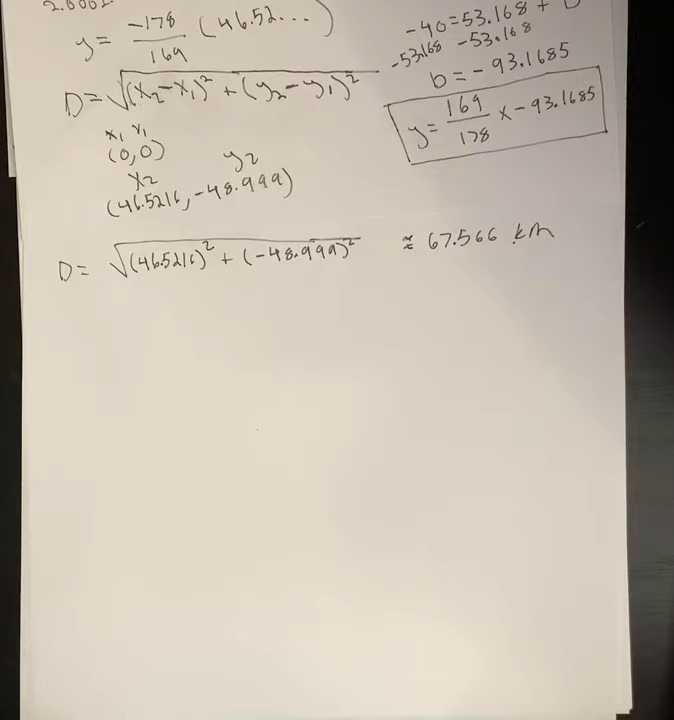 2.0002
y = -178/169 (46.52...)
D = √(x₂-x₁)² + (y₂-y₁)²
x₁ y₁
(0,0)
x₂ y₂
(46.5216, -48.999)
D = √(46.5216)² + (-48.999)² ≈ 67.566 km
-40 = 53.168 + b
-53.168 -53.168
b = -93.1685
y = 169/178 x - 93.1685